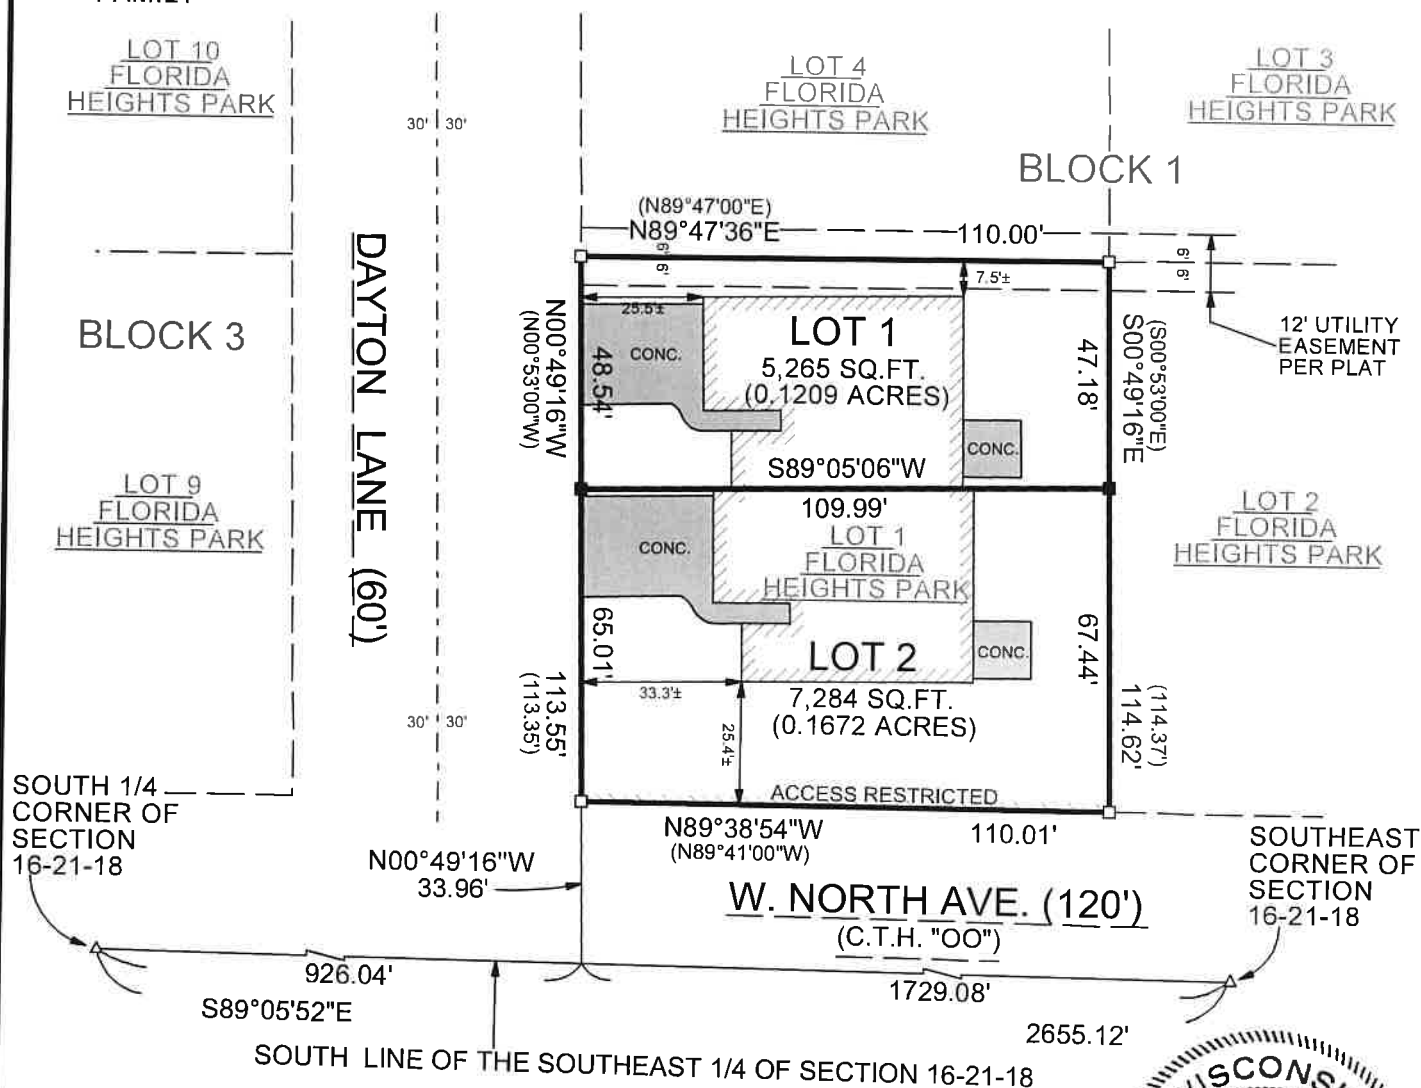 LOT 10
FLORIDA
HEIGHTS PARK
30' 30'
LOT 4
FLORIDA
HEIGHTS PARK
LOT 3
FLORIDA
HEIGHTS PARK
BLOCK 1
(N89°47'00"E)
N89°47'36"E
110.00'
6' 6'
6' 6'
7.5'±
12' UTILITY
EASEMENT
PER PLAT
BLOCK 3
DAYTON LANE (60')
N00°49'16"W
(N00°53'00"W)
25.5'±
CONC.
48.54'
LOT 1
5,265 SQ.FT.
(0.1209 ACRES)
CONC.
47.18'
(S00°53'00"E)
S00°49'16"E
S89°05'06"W
109.99'
LOT 9
FLORIDA
HEIGHTS PARK
CONC.
LOT 1
FLORIDA
HEIGHTS PARK
LOT 2
FLORIDA
HEIGHTS PARK
65.01'
LOT 2
7,284 SQ.FT.
(0.1672 ACRES)
CONC.
67.44'
33.3'±
25.4'±
113.55'
(113.35')
(114.37')
114.62'
30' 30'
ACCESS RESTRICTED
N89°38'54"W
(N89°41'00"W)
110.01'
SOUTH 1/4
CORNER OF
SECTION
16-21-18
N00°49'16"W
33.96'
W. NORTH AVE. (120')
(C.T.H. "OO")
SOUTHEAST
CORNER OF
SECTION
16-21-18
926.04'
S89°05'52"E
1729.08'
2655.12'
SOUTH LINE OF THE SOUTHEAST 1/4 OF SECTION 16-21-18